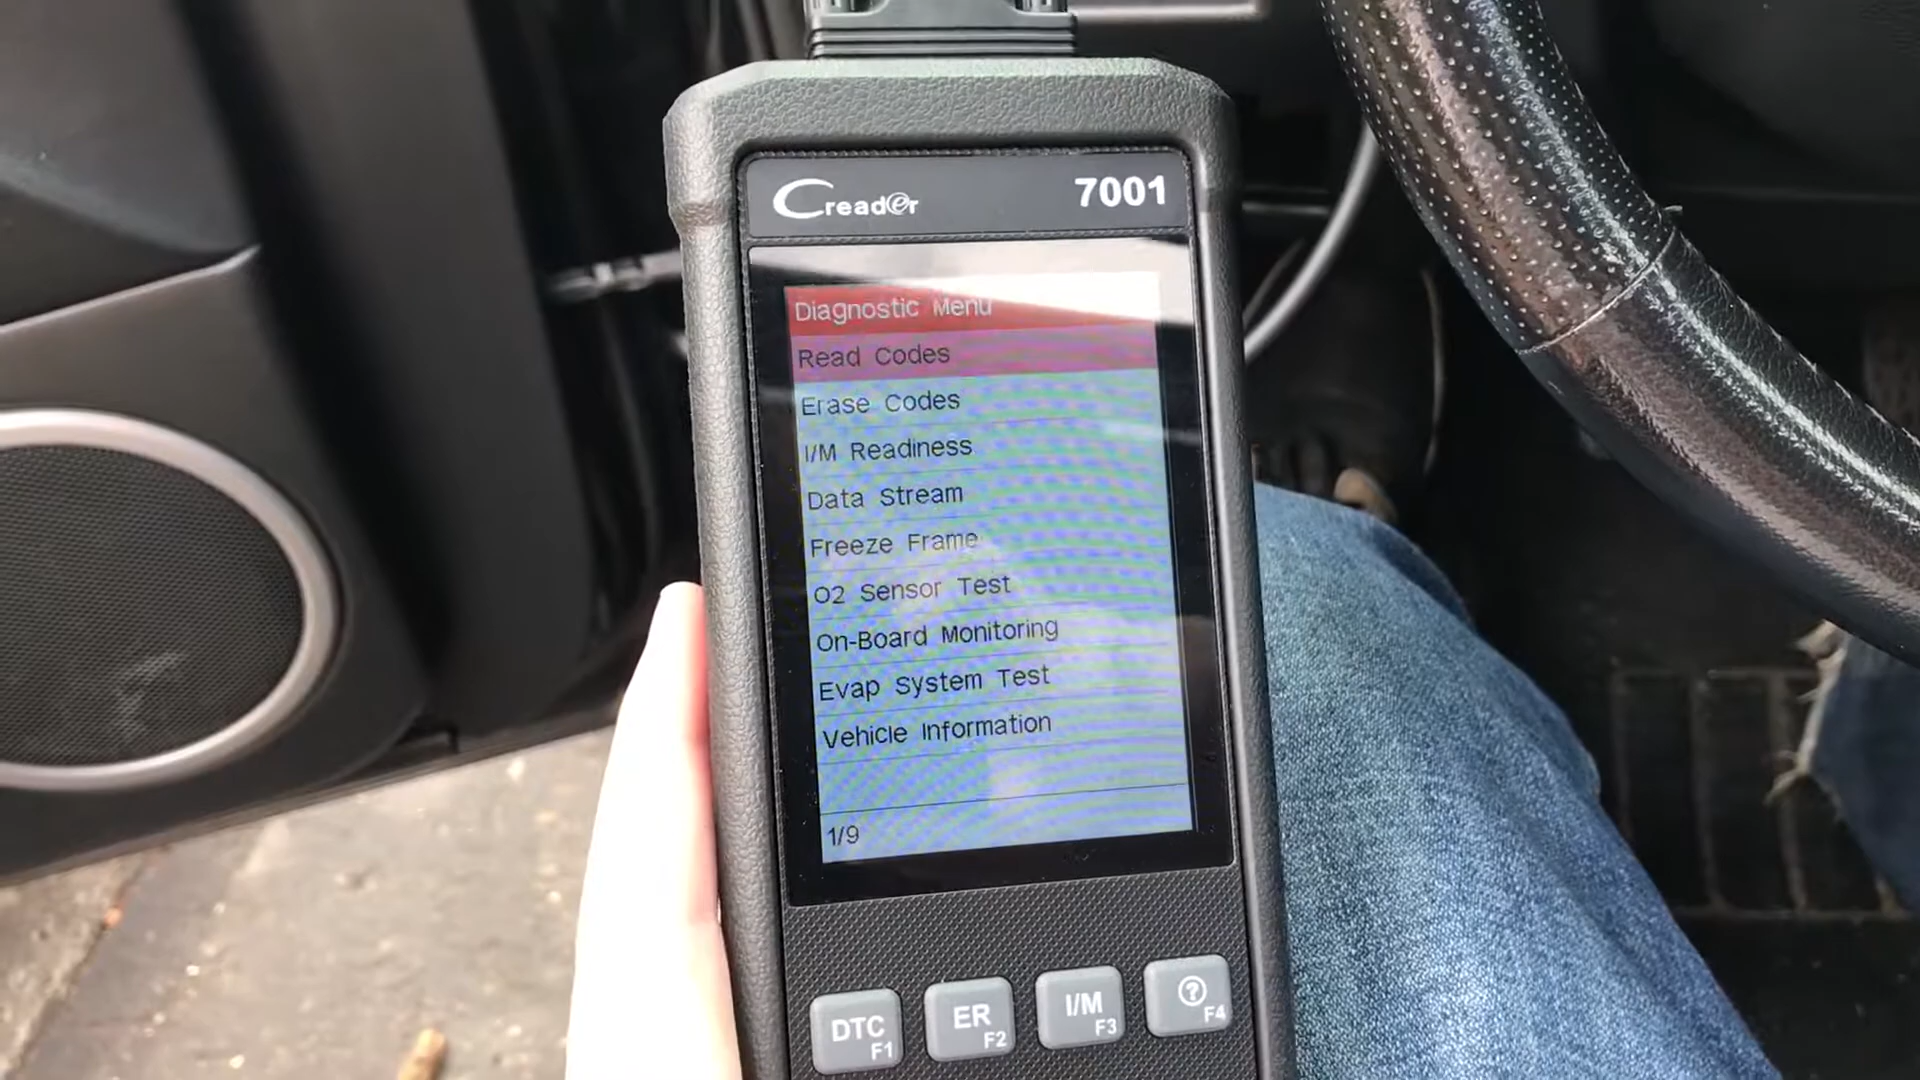 Creader 7001
Diagnostic Menu
Read Codes
Erase Codes
I/M Readiness
Data Stream
Freeze Frame
O2 Sensor Test
On-Board Monitoring
Evap System Test
Vehicle Information
1/9
DTC F1
ER F2
I/M F3
? F4